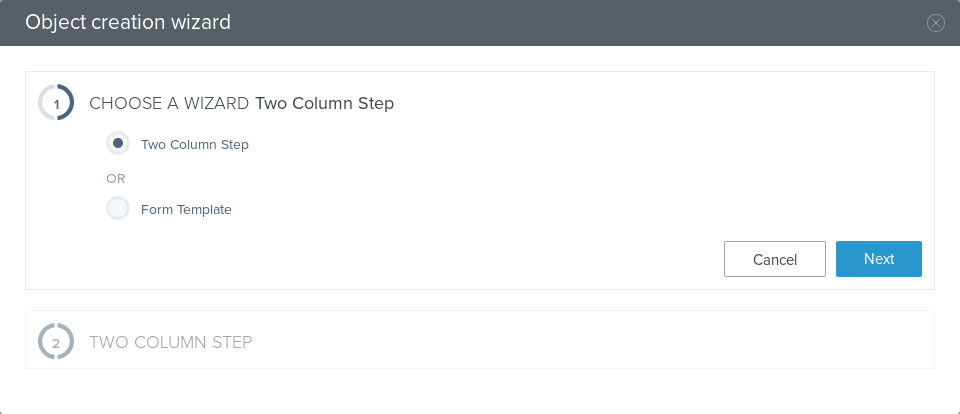 Object creation wizard
1 CHOOSE A WIZARD Two Column Step
Two Column Step
OR
Form Template
Cancel Next
2 TWO COLUMN STEP